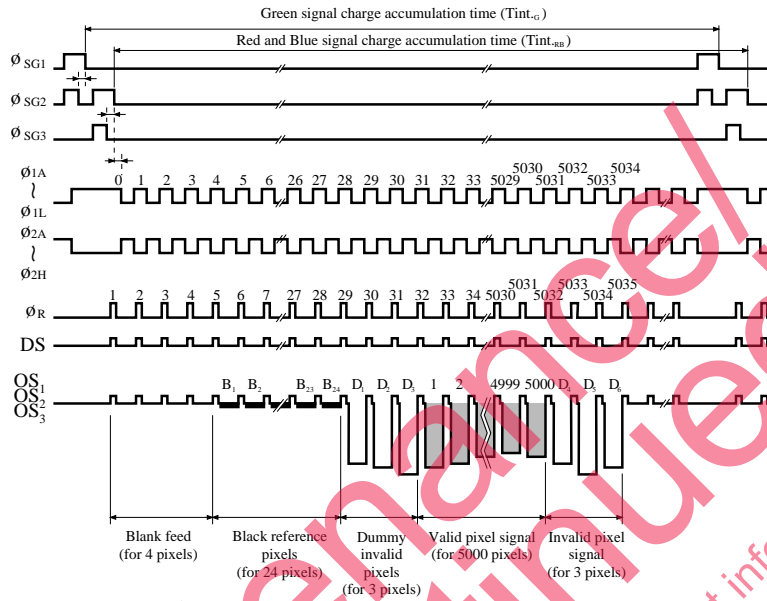 Green signal charge accumulation time (Tint.G)
Red and Blue signal charge accumulation time (Tint.RB)
Ø SG1
Ø SG2
Ø SG3
Ø1A
~
Ø1L
0 1 2 3 4 5 6 26 27 28 29 30 31 32 33 5029 5030 5031 5032 5033 5034
Ø2A
~
Ø2H
ØR
1 2 3 4 5 6 7 27 28 29 30 31 32 33 34 5030 5031 5032 5033 5034 5035
DS
OS1
OS2
OS3
B1 B2 B23 B24 D1 D2 D3 1 2 4999 5000 D4 D5 D6
Blank feed
(for 4 pixels)
Black reference
pixels
(for 24 pixels)
Dummy
invalid
pixels
(for 3 pixels)
Valid pixel signal
(for 5000 pixels)
Invalid pixel
signal
(for 3 pixels)
enance/
tinue
t inf